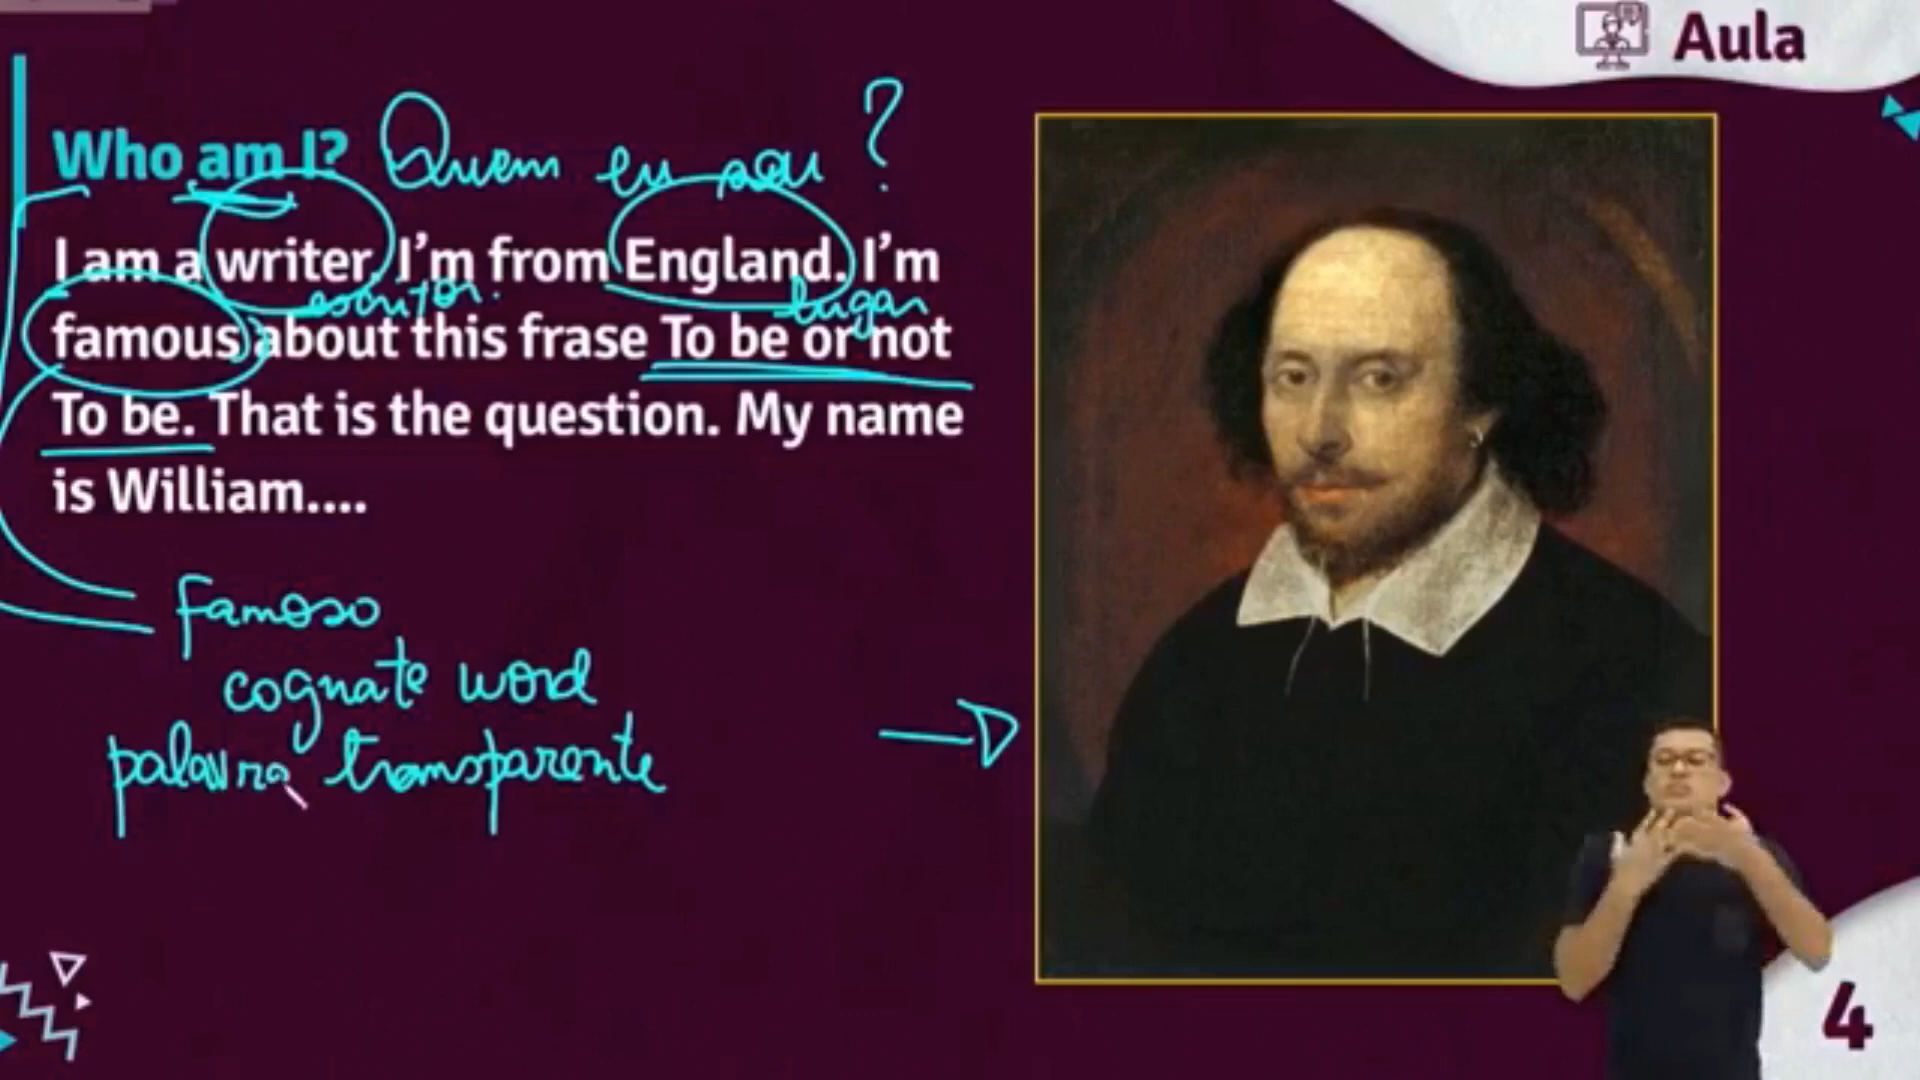 Aula
Who am I? Quem eu sou?
I am a writer. I'm from England. I'm
escritor. lugar
famous about this frase To be or not
To be. That is the question. My name
is William....
famoso
cognate word
palavra transparente
4